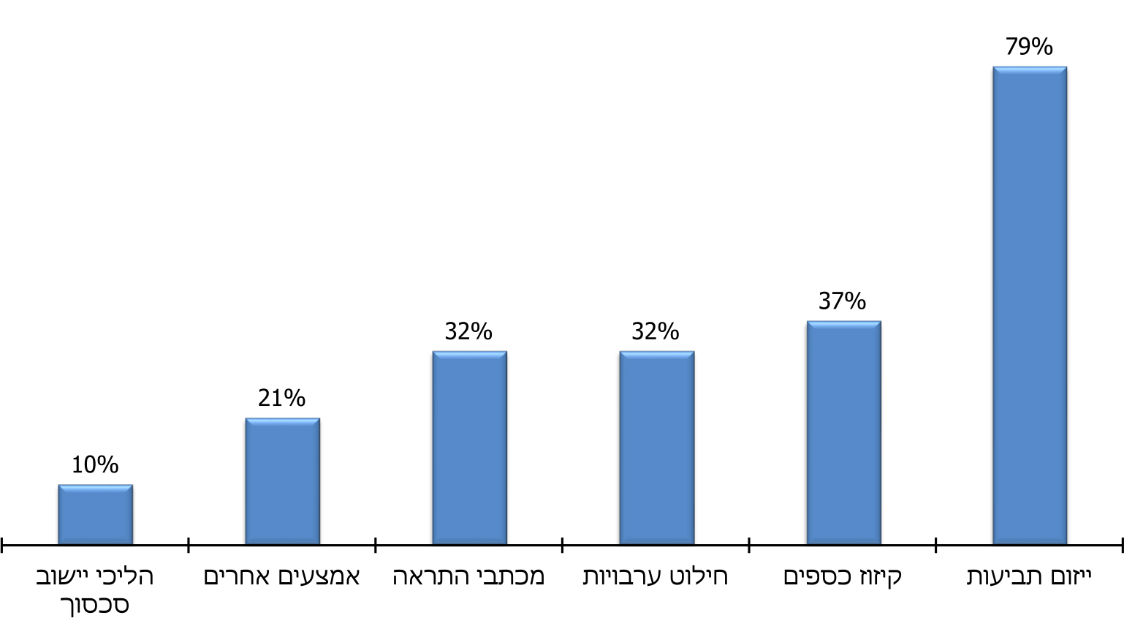 79%
37%
32%
32%
21%
10%
ייזום תביעות
קיזוז כספים
חילוט ערבויות
מכתבי התראה
אמצעים אחרים
הליכי יישוב
סכסוך